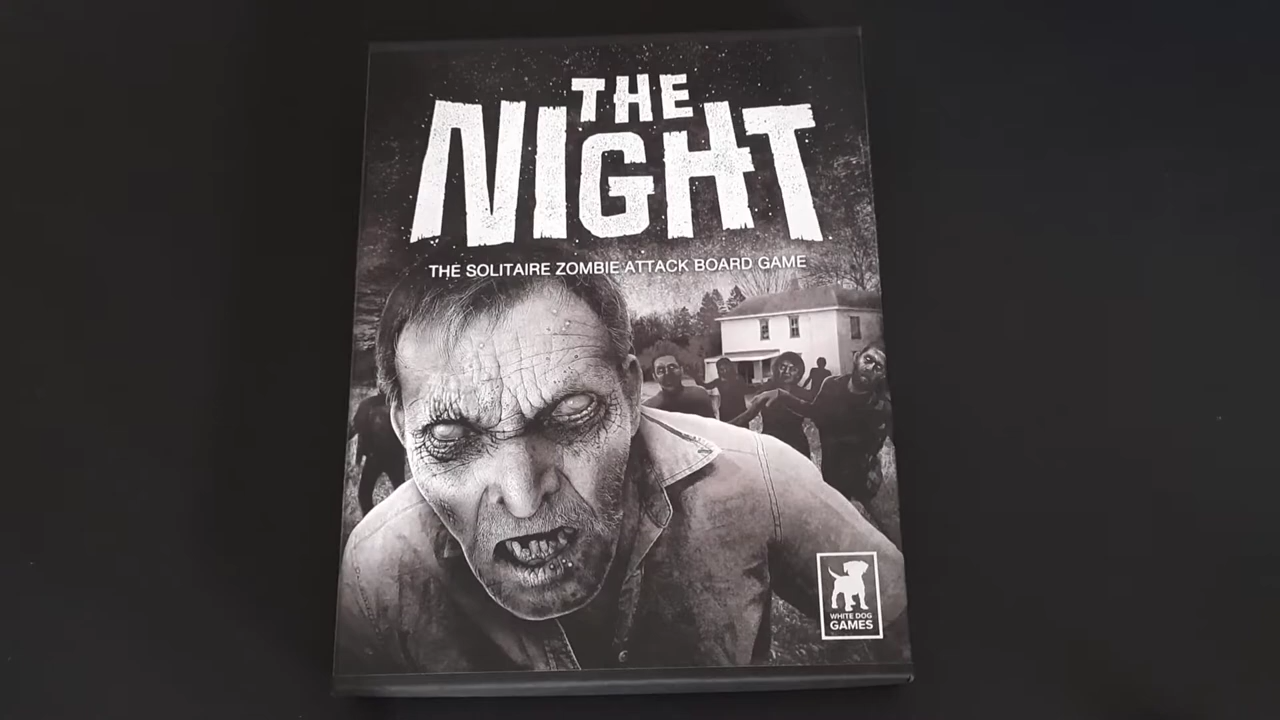 THE
NIGHT
THE SOLITAIRE ZOMBIE ATTACK BOARD GAME
WHITE DOG
GAMES